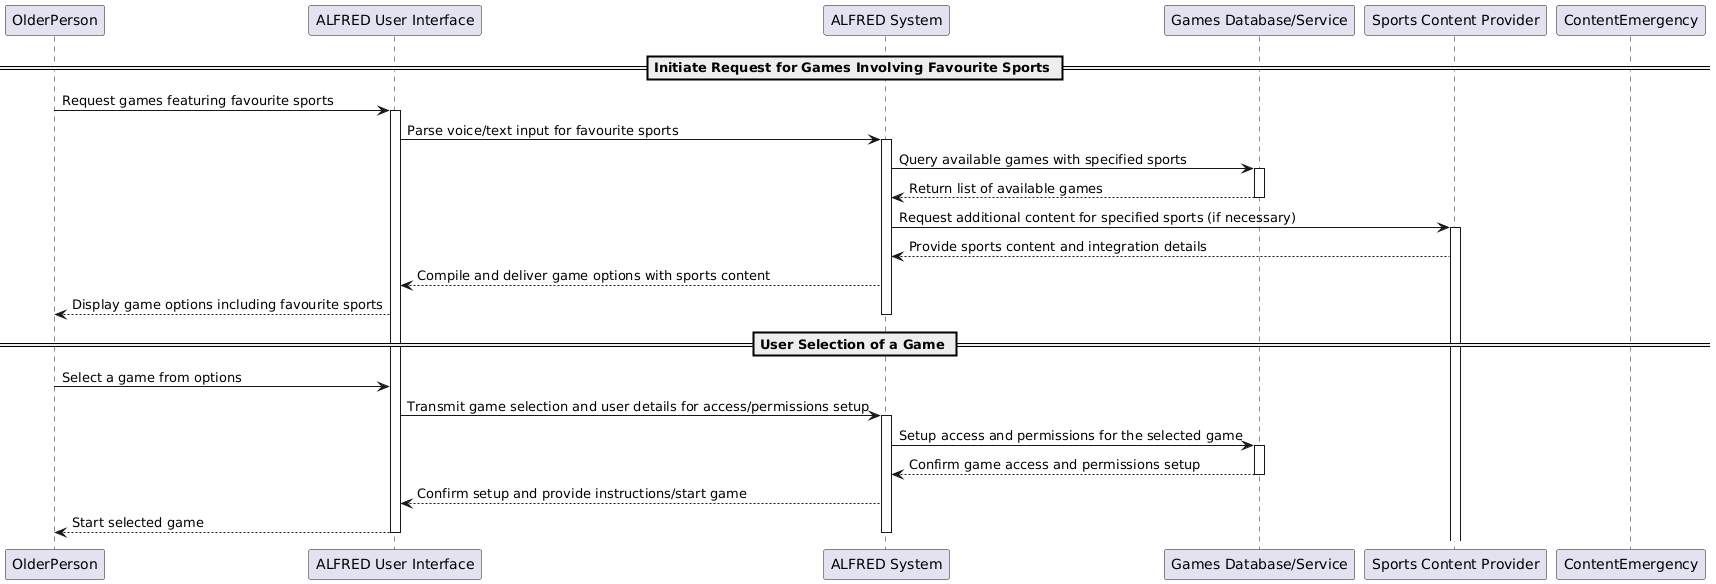 OlderPerson
ALFRED User Interface
ALFRED System
Games Database/Service
Sports Content Provider
ContentEmergency
Initiate Request for Games Involving Favourite Sports
Request games featuring favourite sports
Parse voice/text input for favourite sports
Query available games with specified sports
Return list of available games
Request additional content for specified sports (if necessary)
Provide sports content and integration details
Compile and deliver game options with sports content
Display game options including favourite sports
User Selection of a Game
Select a game from options
Transmit game selection and user details for access/permissions setup
Setup access and permissions for the selected game
Confirm game access and permissions setup
Confirm setup and provide instructions/start game
Start selected game
OlderPerson
ALFRED User Interface
ALFRED System
Games Database/Service
Sports Content Provider
ContentEmergency